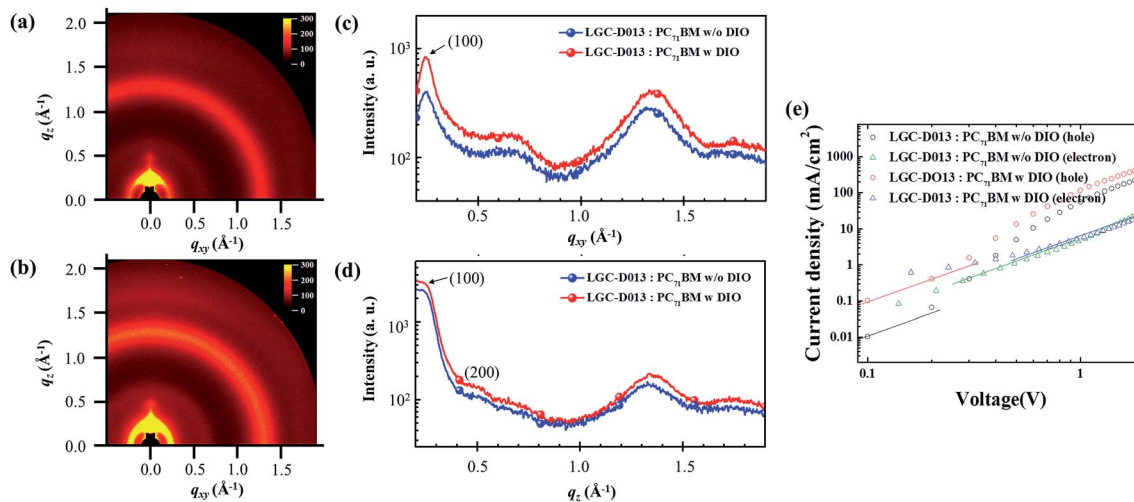 (a)
2.0
1.5
1.0
0.5
0.0
q_z (Å⁻¹)
300
200
100
0
0.0 0.5 1.0 1.5
q_xy (Å⁻¹)
(b)
2.0
1.5
1.0
0.5
0.0
q_z (Å⁻¹)
300
200
100
0
0.0 0.5 1.0 1.5
q_xy (Å⁻¹)
(c)
LGC-D013 : PC₇₁BM w/o DIO
LGC-D013 : PC₇₁BM w DIO
(100)
10³
10²
Intensity (a. u.)
0.5 1.0 1.5
q_xy (Å⁻¹)
(d)
LGC-D013 : PC₇₁BM w/o DIO
LGC-D013 : PC₇₁BM w DIO
(100)
(200)
10³
10²
Intensity (a. u.)
0.5 1.0 1.5
q_z (Å⁻¹)
(e)
LGC-D013 : PC₇₁BM w/o DIO (hole)
LGC-D013 : PC₇₁BM w/o DIO (electron)
LGC-DO13 : PC₇₁BM w DIO (hole)
LGC-D013 : PC₇₁BM w DIO (electron)
1000
100
10
1
0.1
0.01
Current density (mA/cm²)
0.1 1
Voltage(V)